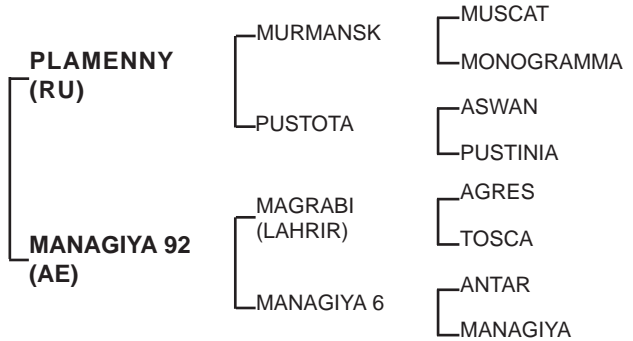 PLAMENNY
(RU)
MANAGIYA 92
(AE)
MURMANSK
PUSTOTA
MAGRABI
(LAHRIR)
MANAGIYA 6
MUSCAT
MONOGRAMMA
ASWAN
PUSTINIA
AGRES
TOSCA
ANTAR
MANAGIYA